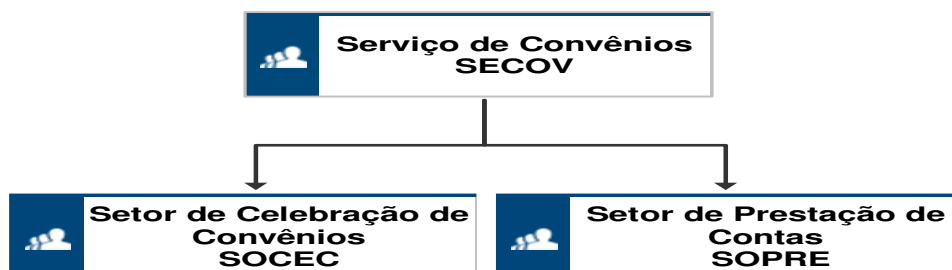 Serviço de Convênios
SECOV
Setor de Celebração de
Convênios
SOCEC
Setor de Prestação de
Contas
SOPRE